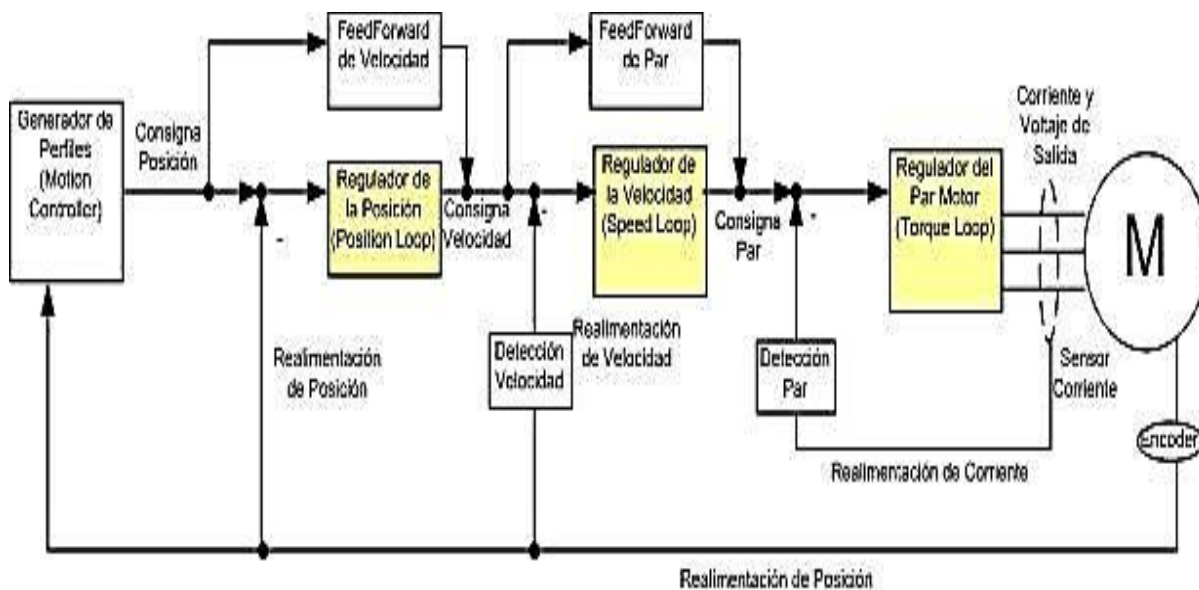 FeedForward
de Velocidad
FeedForward
de Par
Generador de
Perfiles
(Motion
Controller)
Consigna
Posición
Regulador de
la Posición
(Position Loop)
Consigna
Velocidad
Regulador de
la Velocidad
(Speed Loop)
Consigna
Par
Regulador del
Par Motor
(Torque Loop)
Corriente y
Voltaje de
Salida
M
-
-
-
Realimentación
de Posición
Detección
Velocidad
Realimentación
de Velocidad
Detección
Par
Sensor
Corriente
Encoder
Realimentación de Corriente
Realimentación de Posición